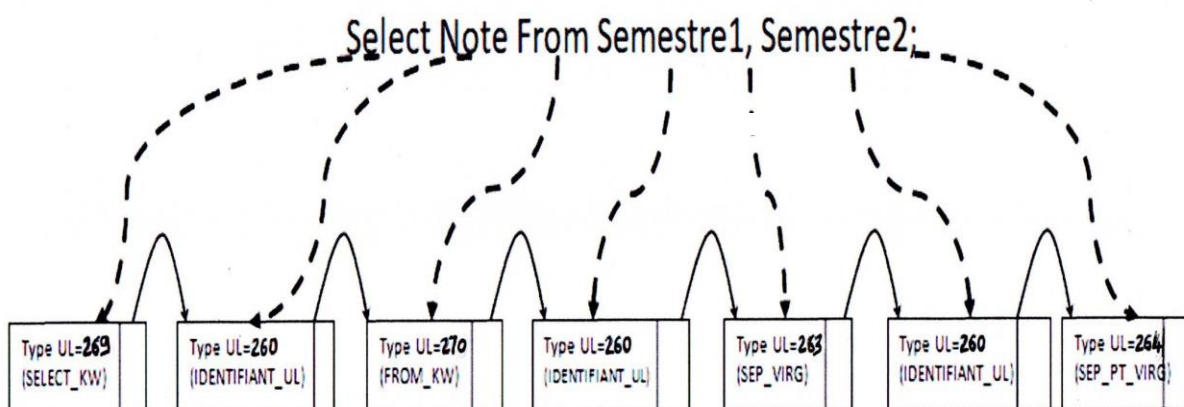 Select Note From Semestre1, Semestre2;
Type UL=269
(SELECT_KW)
Type UL=260
(IDENTIFIANT_UL)
Type UL=270
(FROM_KW)
Type UL=260
(IDENTIFIANT_UL)
Type UL=263
(SEP_VIRG)
Type UL=260
(IDENTIFIANT_UL)
Type UL=264
(SEP_PT_VIRG)